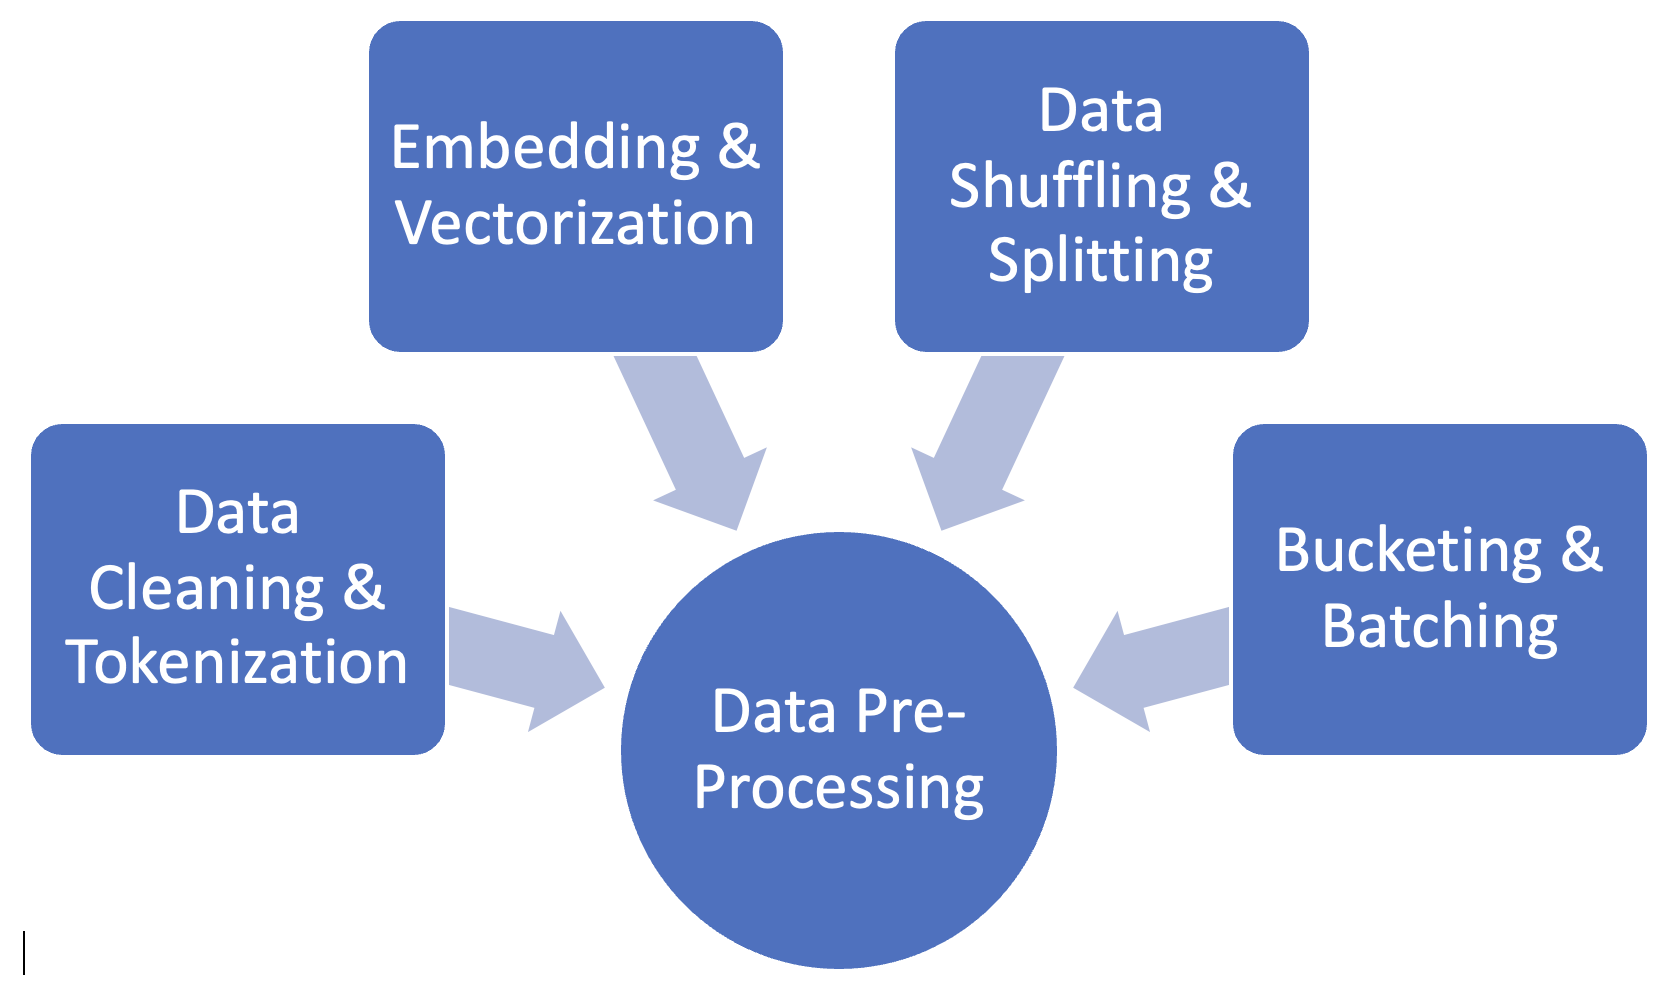 Embedding &
Vectorization
Data
Shuffling &
Splitting
Data
Cleaning &
Tokenization
Bucketing &
Batching
Data Pre-
Processing